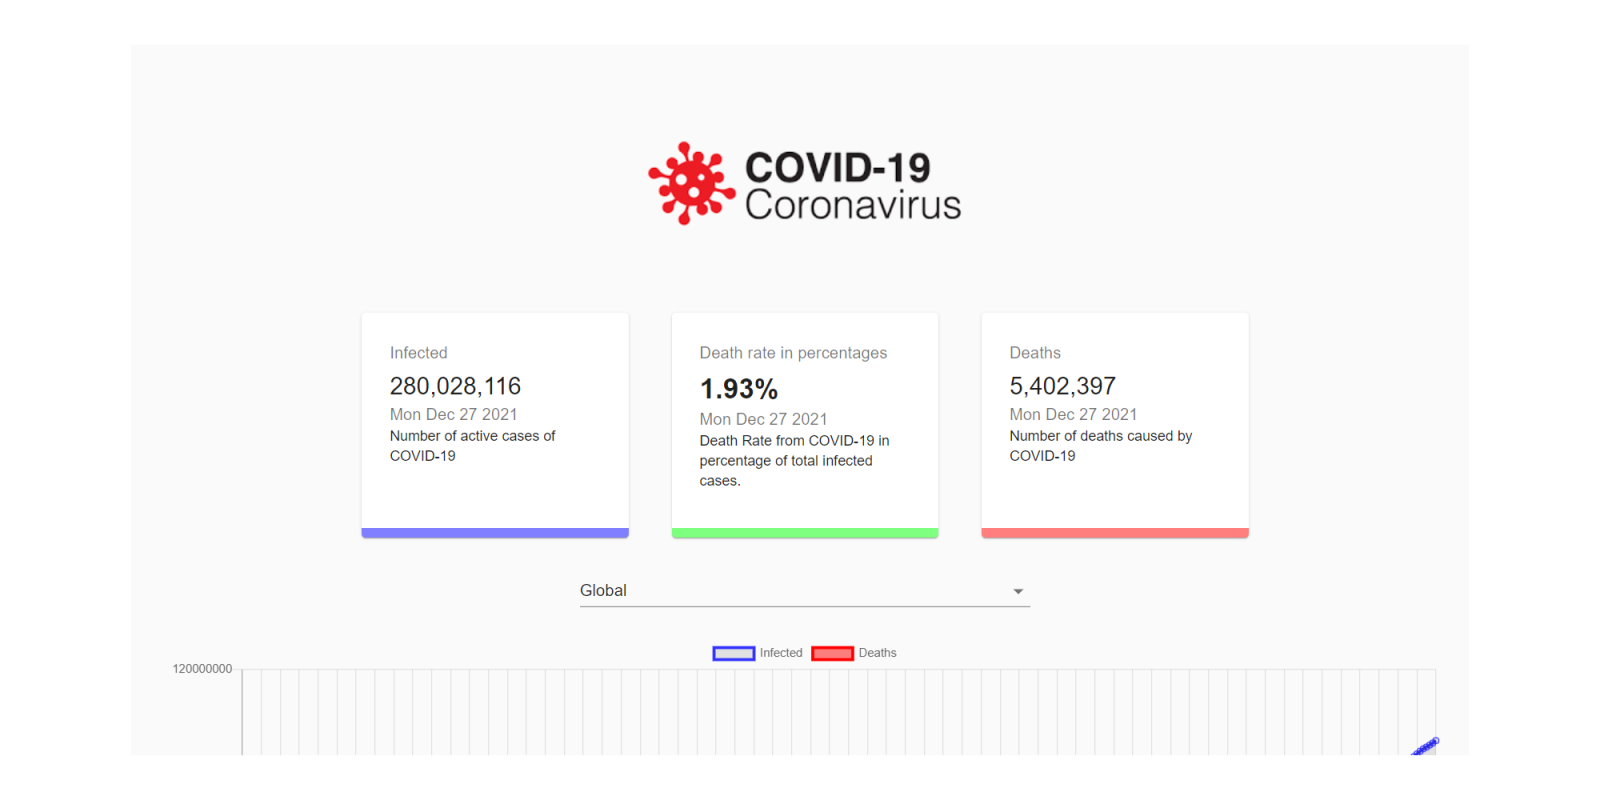 COVID-19
Coronavirus
Infected
280,028,116
Mon Dec 27 2021
Number of active cases of
COVID-19
Death rate in percentages
1.93%
Mon Dec 27 2021
Death Rate from COVID-19 in
percentage of total infected
cases.
Deaths
5,402,397
Mon Dec 27 2021
Number of deaths caused by
COVID-19
Global
Infected Deaths
120000000